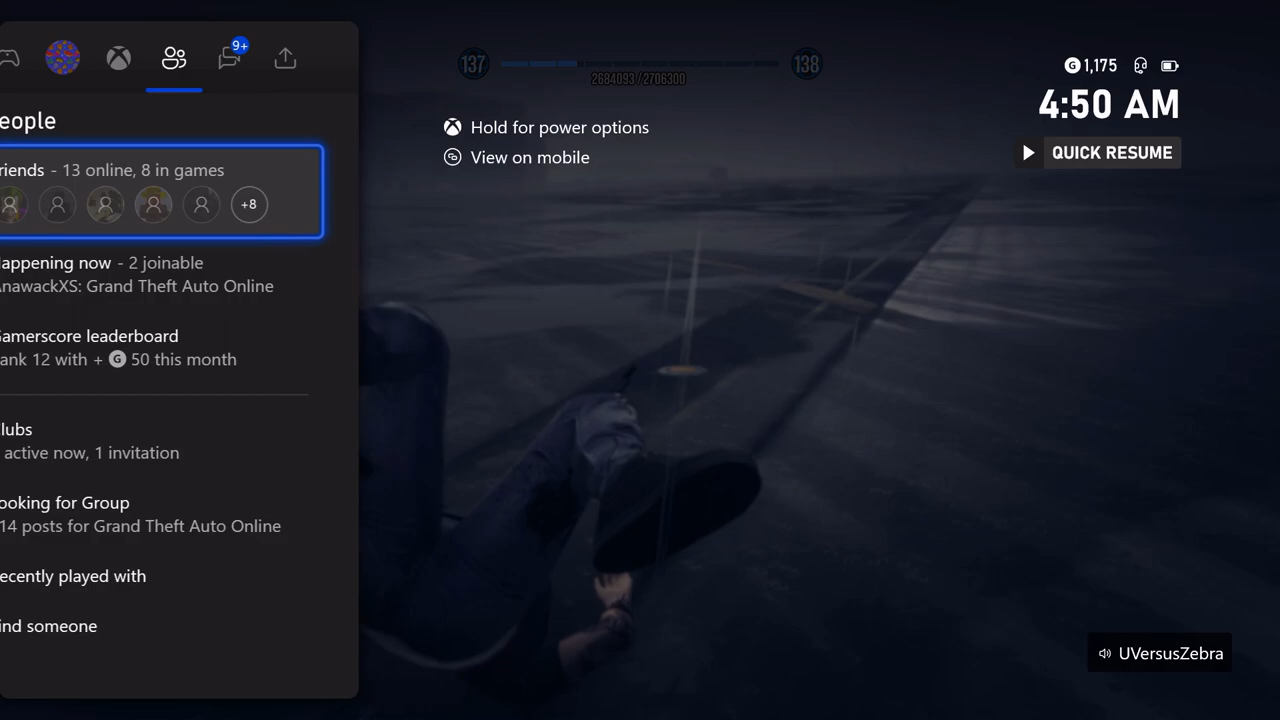 9+
eople
riends - 13 online, 8 in games
+8
appening now - 2 joinable
nawackXS: Grand Theft Auto Online
Gamerscore leaderboard
ank 12 with + G 50 this month
lubs
active now, 1 invitation
ooking for Group
14 posts for Grand Theft Auto Online
ecently played with
ind someone
137
138
2684093 / 2706300
Hold for power options
View on mobile
G 1,175
4:50 AM
QUICK RESUME
UVersusZebra